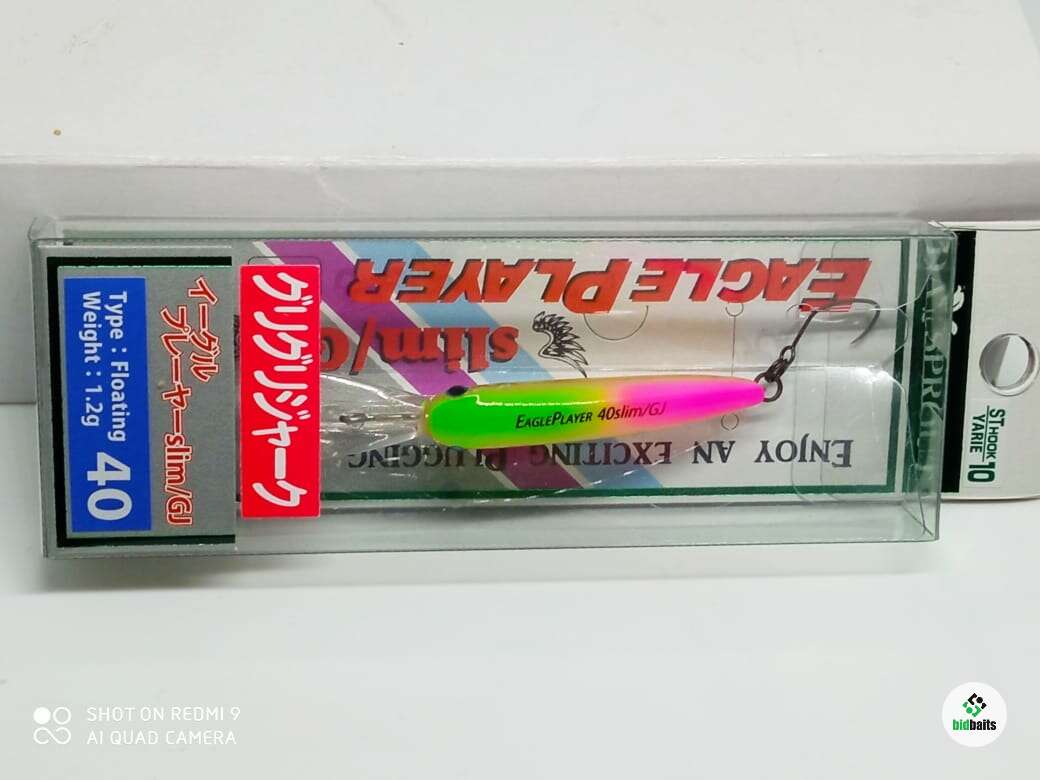 EAGLE PLAYER
slim/G
イーグル
プレーヤーslim/GJ
Type : Floating
Weight : 1.2g
40
グリグリジャーク
EAGLEPLAYER 40slim/GJ
ENJOY AN EXCITING PLUGGING
ST HOOK
YARIE 10
SHOT ON REDMI 9
AI QUAD CAMERA
bidbaits